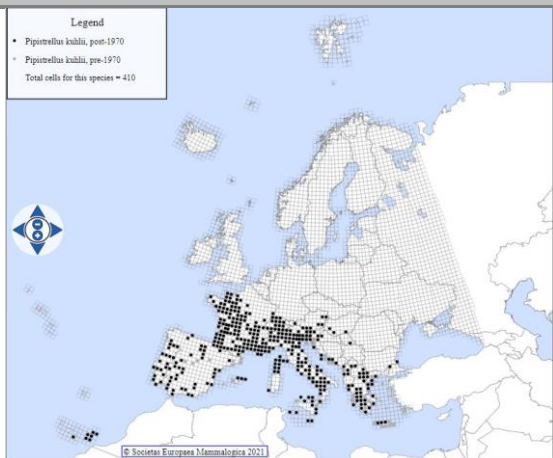 Legend
Pipistrellus kuhlii, post-1970
Pipistrellus kuhlii, pre-1970
Total cells for this species = 410
© Societas Europaea Mammalogica 2021